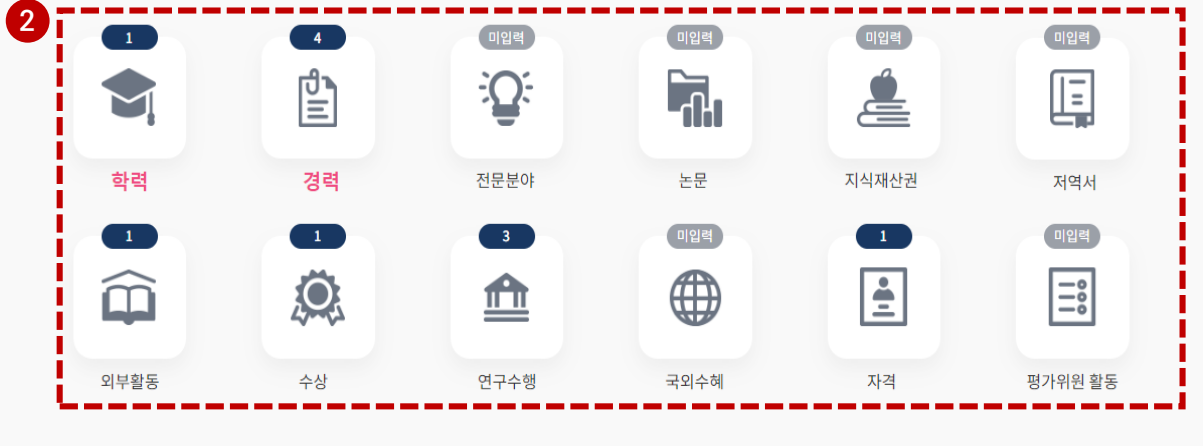 2
1 4 미입력 미입력 미입력 미입력
학력 경력 전문분야 논문 지식재산권 저역서
1 1 3 미입력 1 미입력
외부활동 수상 연구수행 국외수혜 자격 평가위원 활동